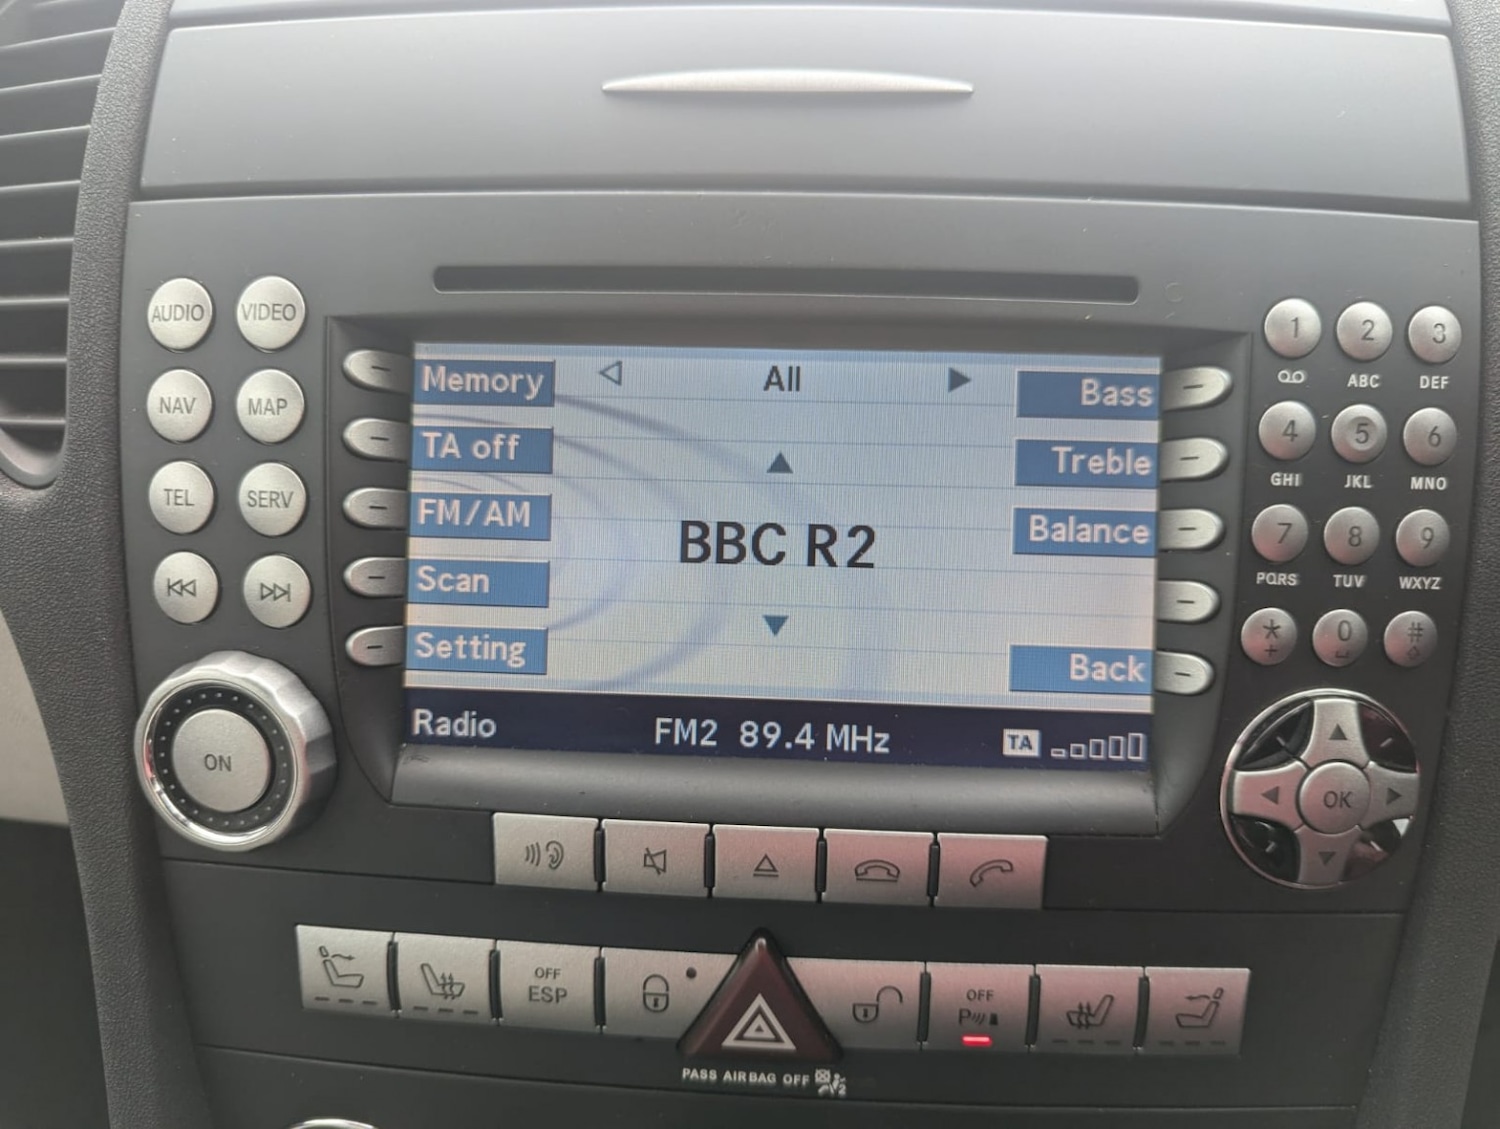 AUDIO VIDEO
NAV MAP
TEL SERV
ON
Memory
TA off
FM/AM
Scan
Setting
All
BBC R2
Bass
Treble
Balance
Back
Radio FM2 89.4 MHz TA
1 2 3
ABC DEF
4 5 6
GHI JKL MNO
7 8 9
PQRS TUV WXYZ
* 0 #
+
OK
OFF
ESP
OFF
P
PASS AIRBAG OFF